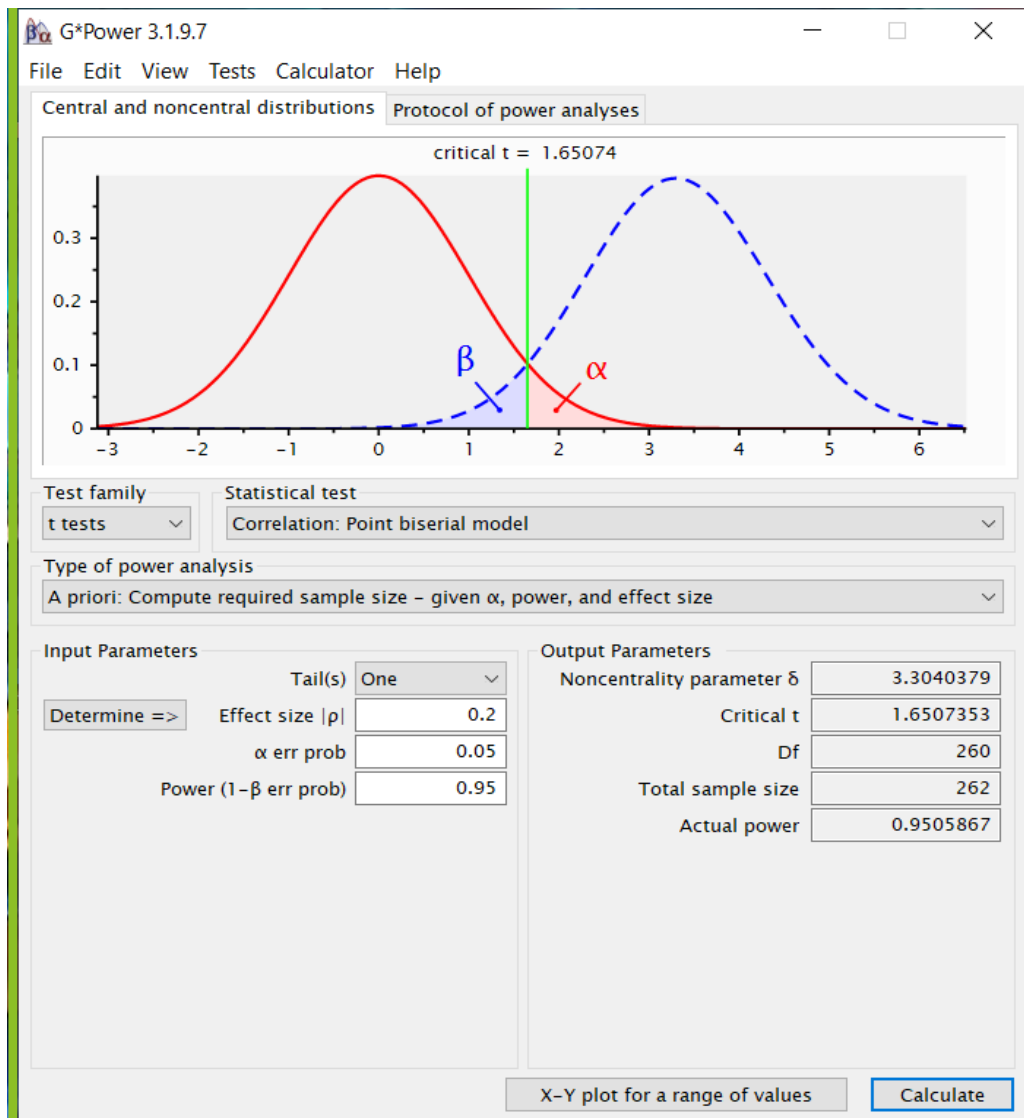 G*Power 3.1.9.7
File Edit View Tests Calculator Help
Central and noncentral distributions Protocol of power analyses
critical t = 1.65074
0.3
0.2
0.1
0
β
α
-3 -2 -1 0 1 2 3 4 5 6
Test family Statistical test
t tests Correlation: Point biserial model
Type of power analysis
A priori: Compute required sample size – given α, power, and effect size
Input Parameters Output Parameters
Tail(s) One Noncentrality parameter δ 3.3040379
Determine => Effect size |ρ| 0.2 Critical t 1.6507353
α err prob 0.05 Df 260
Power (1–β err prob) 0.95 Total sample size 262
Actual power 0.9505867
X–Y plot for a range of values Calculate